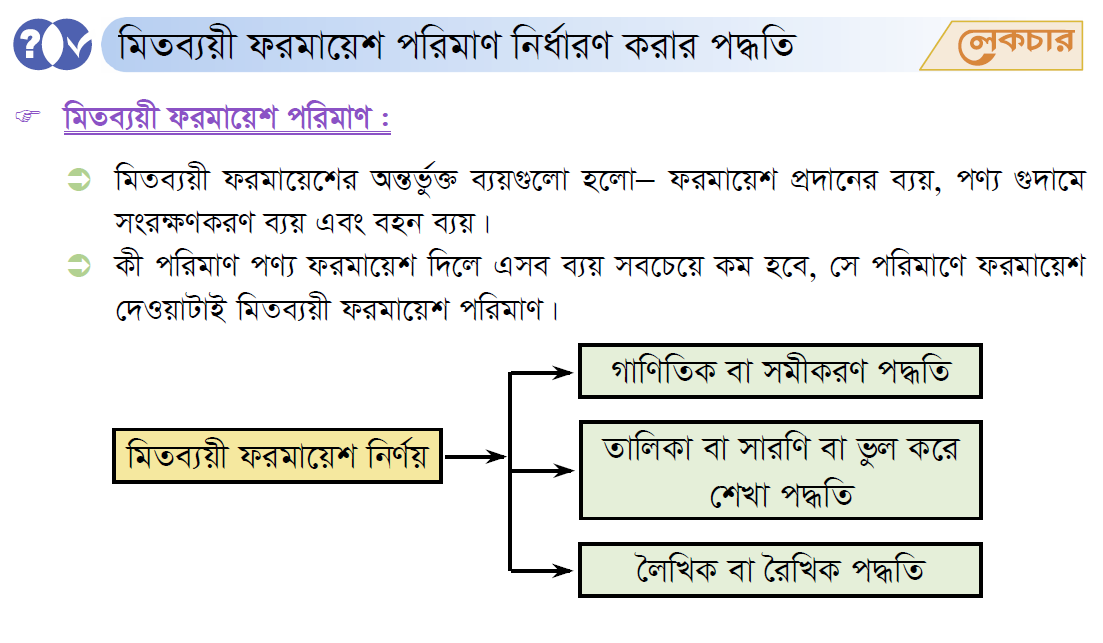 মিতব্যয়ী ফরমায়েশ পরিমাণ নির্ধারণ করার পদ্ধতি
লেকচার
মিতব্যয়ী ফরমায়েশ পরিমাণ :
মিতব্যয়ী ফরমায়েশের অন্তর্ভুক্ত ব্যয়গুলো হলো– ফরমায়েশ প্রদানের ব্যয়, পণ্য গুদামে
সংরক্ষণকরণ ব্যয় এবং বহন ব্যয়।
কী পরিমাণ পণ্য ফরমায়েশ দিলে এসব ব্যয় সবচেয়ে কম হবে, সে পরিমাণে ফরমায়েশ
দেওয়াটাই মিতব্যয়ী ফরমায়েশ পরিমাণ।
গাণিতিক বা সমীকরণ পদ্ধতি
মিতব্যয়ী ফরমায়েশ নির্ণয়
তালিকা বা সারণি বা ভুল করে
শেখা পদ্ধতি
লৈখিক বা রৈখিক পদ্ধতি